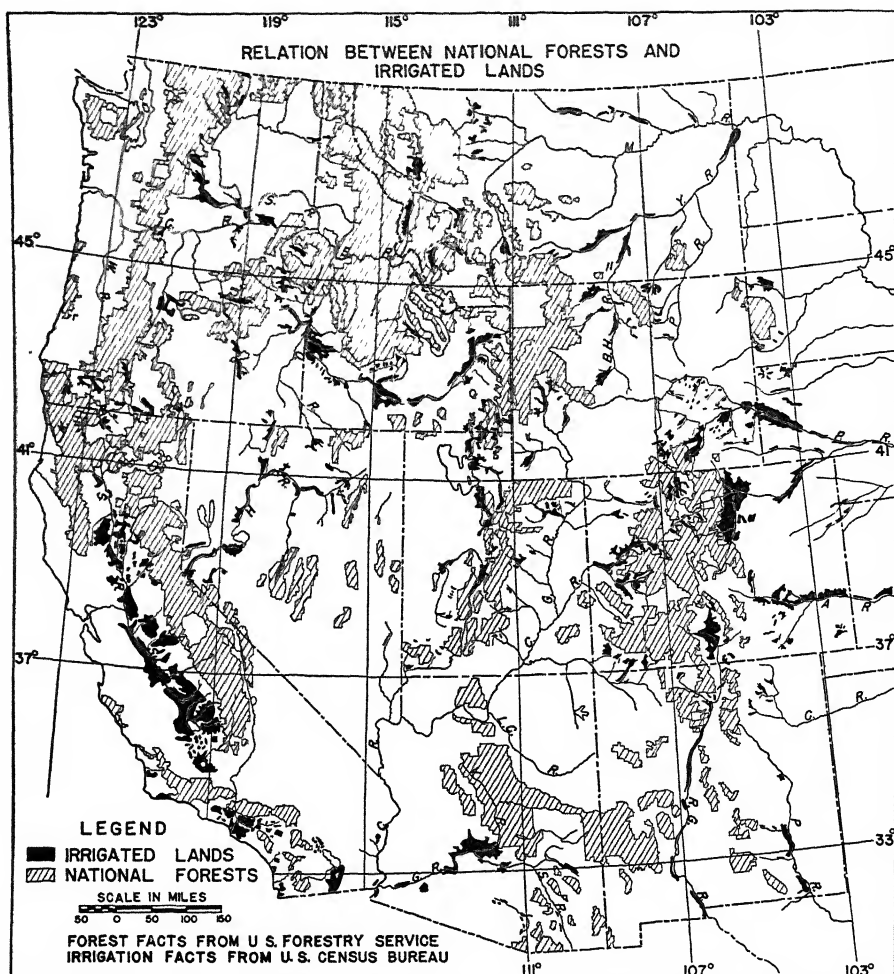 123° 119° 115° 111° 107° 103°
RELATION BETWEEN NATIONAL FORESTS AND
IRRIGATED LANDS
M. R.
Y. R.
S.
C. R.
45° 45°
B.H.
R.
41° P. R. 41°
G. R.
A R.
37° 37°
C. R.
L.C. R.
R.G.
33°
G. R.
LEGEND
IRRIGATED LANDS
NATIONAL FORESTS
SCALE IN MILES
50 0 50 100 150
FOREST FACTS FROM U.S. FORESTRY SERVICE
IRRIGATION FACTS FROM U.S. CENSUS BUREAU
111° 107° 103°